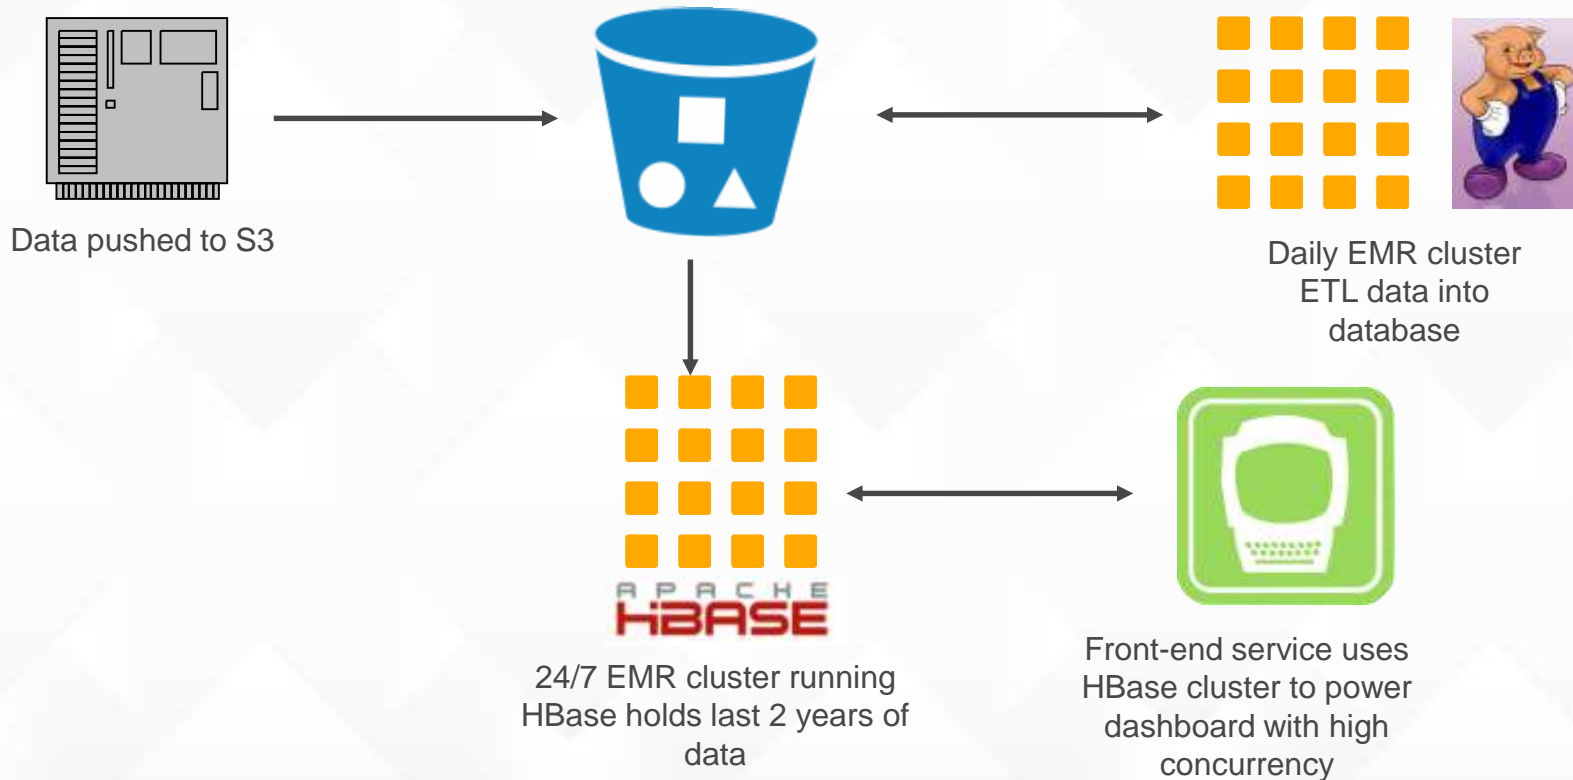 Data pushed to S3
Daily EMR cluster
ETL data into
database
APACHE
HBASE
24/7 EMR cluster running
HBase holds last 2 years of
data
Front-end service uses
HBase cluster to power
dashboard with high
concurrency